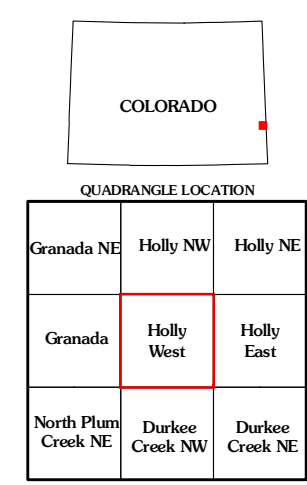 COLORADO
QUADRANGLE LOCATION
Granada NE
Holly NW
Holly NE
Granada
Holly
West
Holly
East
North Plum
Creek NE
Durkee
Creek NW
Durkee
Creek NE